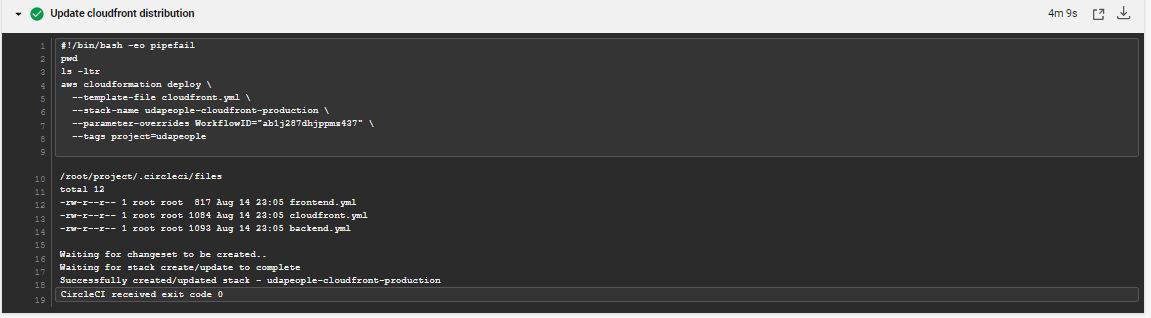 Update cloudfront distribution
4m 9s
1 #!/bin/bash -eo pipefail
2 pwd
3 ls -ltr
4 aws cloudformation deploy \
5 --template-file cloudfront.yml \
6 --stack-name udapeople-cloudfront-production \
7 --parameter-overrides WorkflowID="ab1j287dhjppmz437" \
8 --tags project=udapeople
9
10 /root/project/.circleci/files
11 total 12
12 -rw-r--r-- 1 root root  817 Aug 14 23:05 frontend.yml
13 -rw-r--r-- 1 root root 1084 Aug 14 23:05 cloudfront.yml
14 -rw-r--r-- 1 root root 1093 Aug 14 23:05 backend.yml
15
16 Waiting for changeset to be created..
17 Waiting for stack create/update to complete
18 Successfully created/updated stack - udapeople-cloudfront-production
19 CircleCI received exit code 0